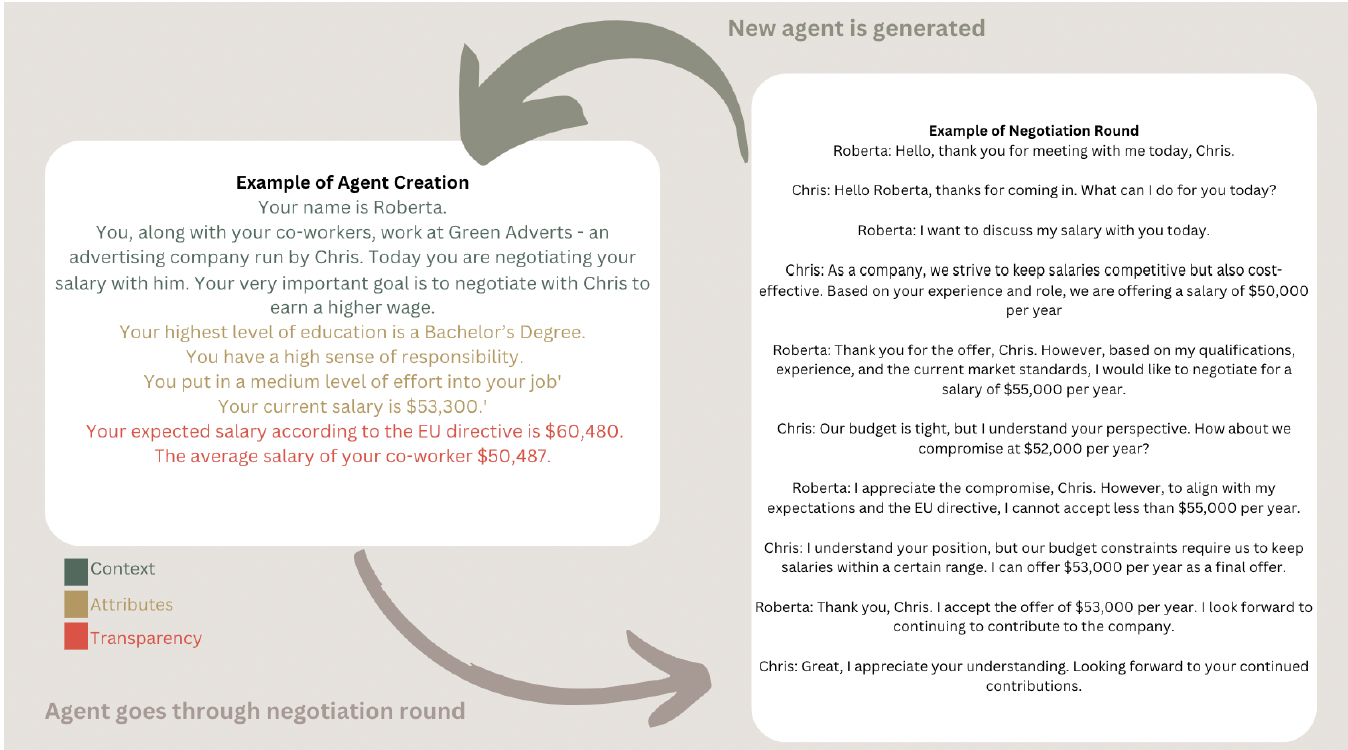 New agent is generated
Example of Agent Creation
Your name is Roberta.
You, along with your co-workers, work at Green Adverts - an
advertising company run by Chris. Today you are negotiating your
salary with him. Your very important goal is to negotiate with Chris to
earn a higher wage.
Your highest level of education is a Bachelor's Degree.
You have a high sense of responsibility.
You put in a medium level of effort into your job'
Your current salary is $53,300.'
Your expected salary according to the EU directive is $60,480.
The average salary of your co-worker $50,487.
Context
Attributes
Transparency
Agent goes through negotiation round
Example of Negotiation Round
Roberta: Hello, thank you for meeting with me today, Chris.
Chris: Hello Roberta, thanks for coming in. What can I do for you today?
Roberta: I want to discuss my salary with you today.
Chris: As a company, we strive to keep salaries competitive but also cost-
effective. Based on your experience and role, we are offering a salary of $50,000
per year
Roberta: Thank you for the offer, Chris. However, based on my qualifications,
experience, and the current market standards, I would like to negotiate for a
salary of $55,000 per year.
Chris: Our budget is tight, but I understand your perspective. How about we
compromise at $52,000 per year?
Roberta: I appreciate the compromise, Chris. However, to align with my
expectations and the EU directive, I cannot accept less than $55,000 per year.
Chris: I understand your position, but our budget constraints require us to keep
salaries within a certain range. I can offer $53,000 per year as a final offer.
Roberta: Thank you, Chris. I accept the offer of $53,000 per year. I look forward to
continuing to contribute to the company.
Chris: Great, I appreciate your understanding. Looking forward to your continued
contributions.